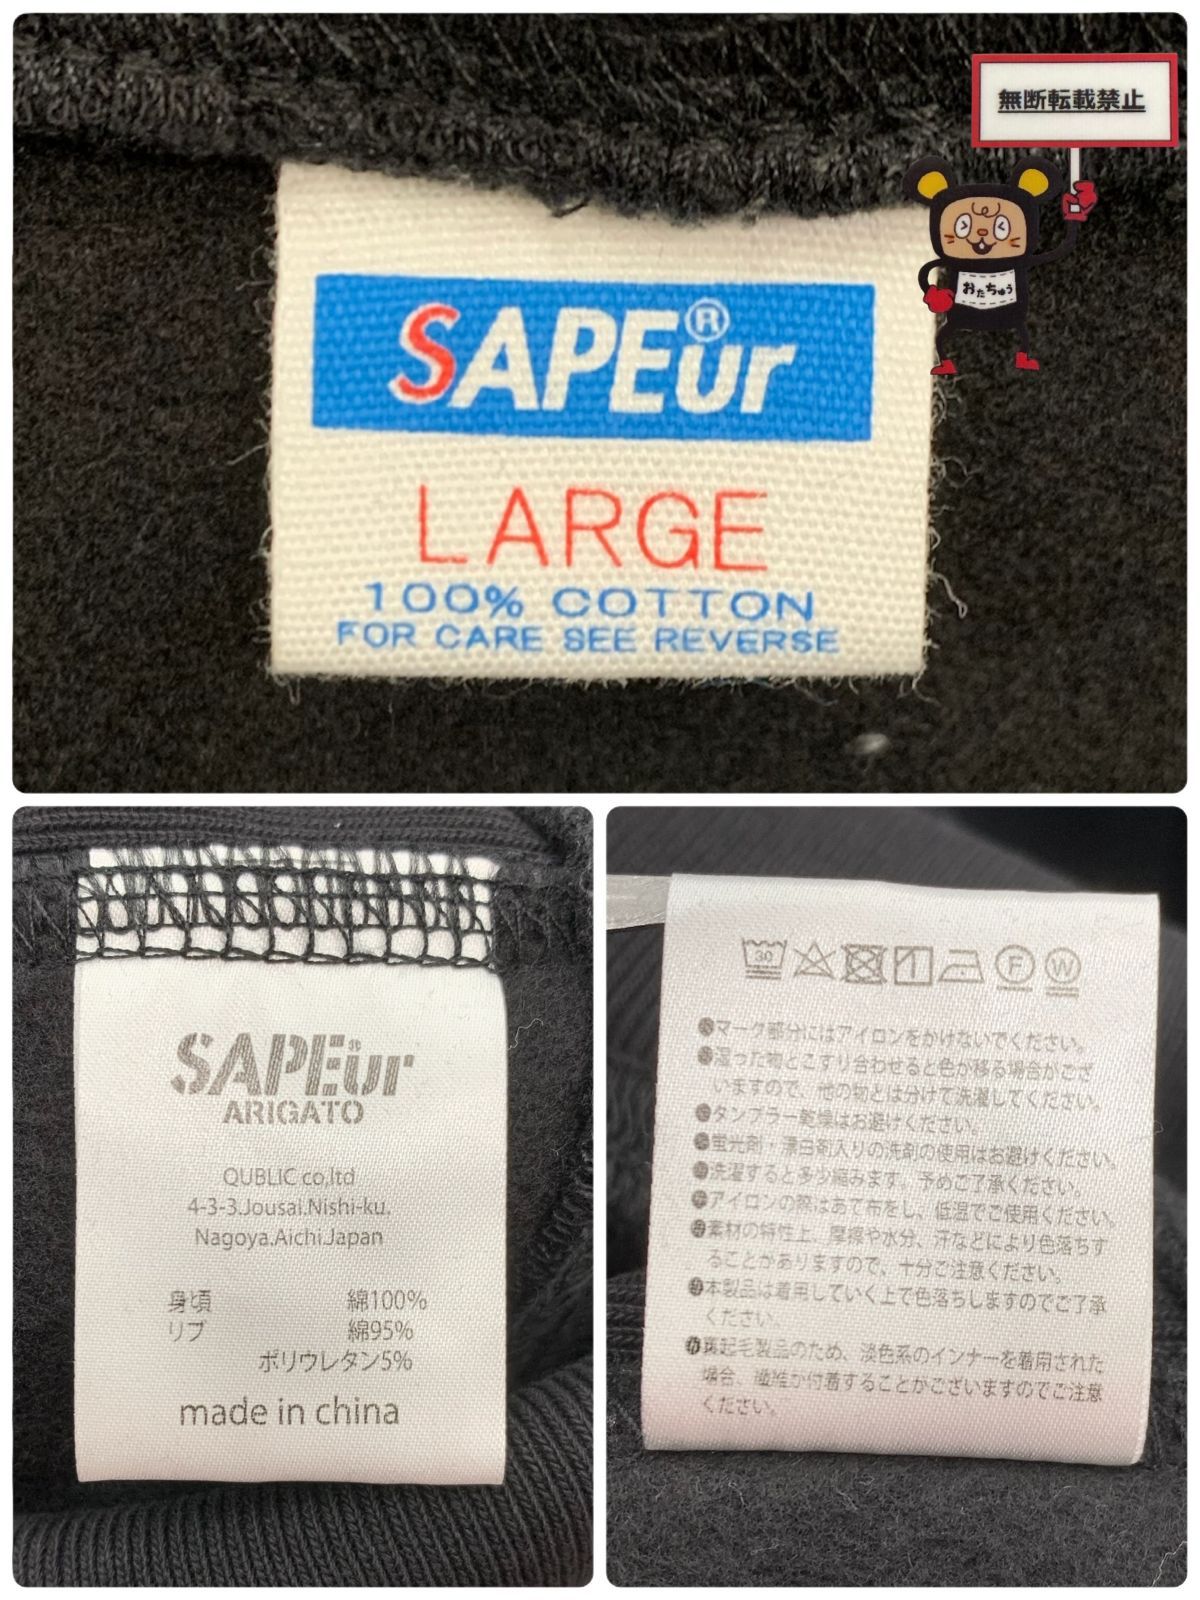 無断転載禁止
おたちゅう
SAPEur®
LARGE
100% COTTON
FOR CARE SEE REVERSE
SAPEur®
ARIGATO
QUBLIC co.ltd
4-3-3.Jousai.Nishi-ku.
Nagoya.Aichi.Japan
身頃 綿100%
リブ 綿95%
ポリウレタン5%
made in china
30
F W
●マーク部分にはアイロンをかけないでください。
●湿った物とこすり合わせると色が移る場合がござ
いますので、他の物とは分けて洗濯してください。
●タンブラー乾燥はお避けください。
●蛍光剤・漂白剤入りの洗剤の使用はお避けください。
●洗濯すると多少縮みます。予めご了承ください。
●アイロンの際はあて布をし、低温でご使用ください。
●素材の特性上、摩擦や水分、汗などにより色落ちす
ることがありますので、十分ご注意ください。
●本製品は着用していく上で色落ちしますのでご了承
ください。
●裏起毛製品のため、淡色系のインナーを着用された
場合、繊維が付着することがございますのでご注意
ください。